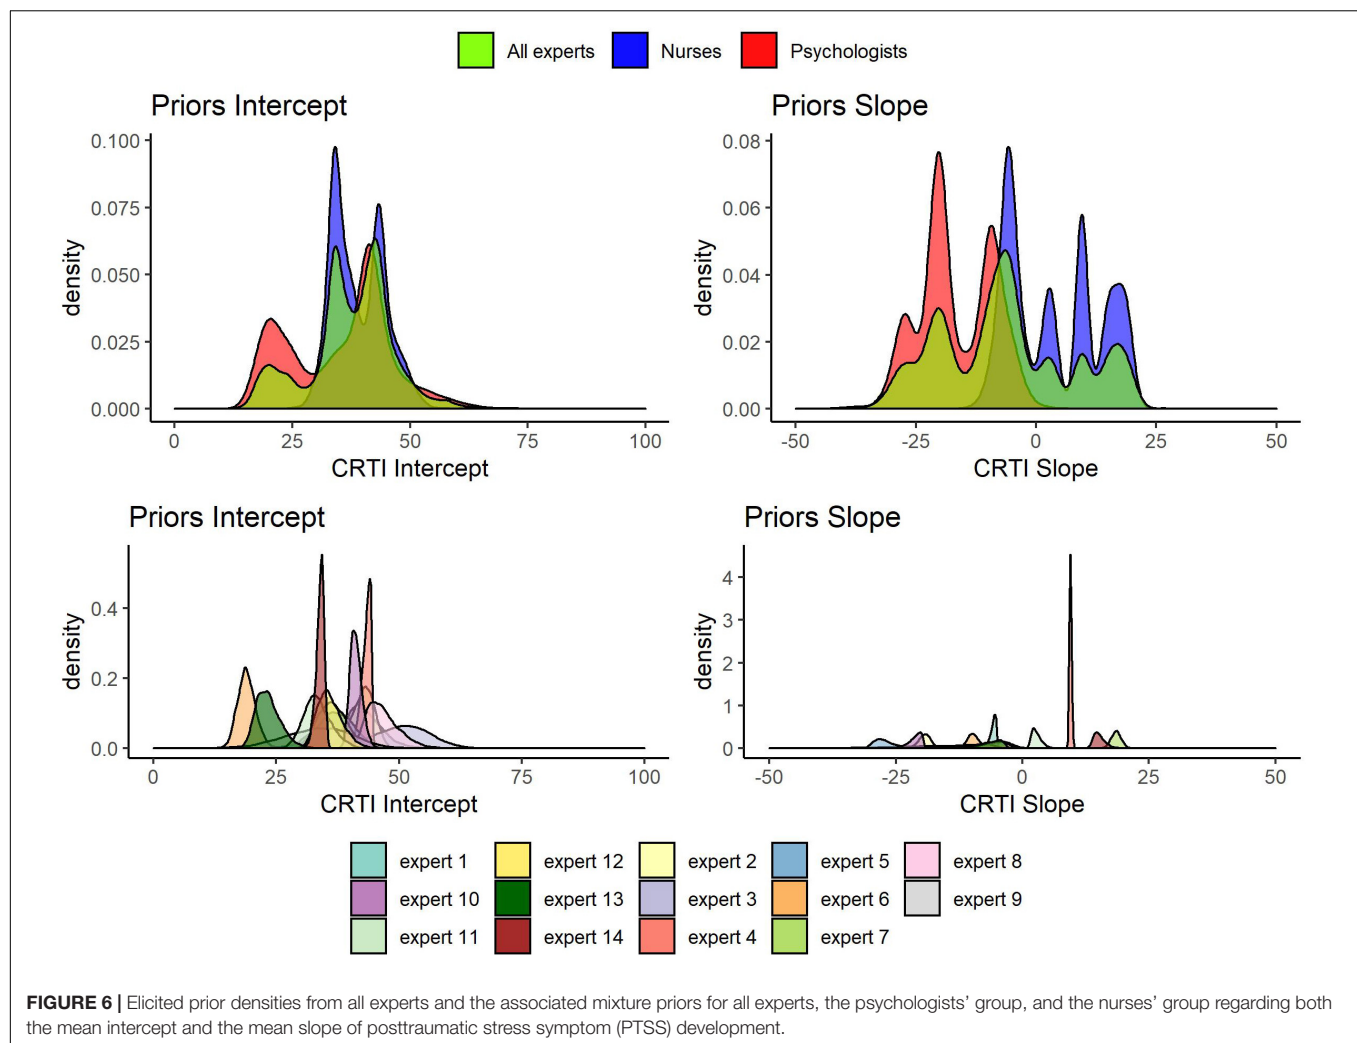 All experts Nurses Psychologists
Priors Intercept
0.100
0.075
0.050
0.025
0.000
density
0 25 50 75 100
CRTI Intercept
Priors Slope
0.08
0.06
0.04
0.02
0.00
density
-50 -25 0 25 50
CRTI Slope
Priors Intercept
0.4
0.2
0.0
density
0 25 50 75 100
CRTI Intercept
Priors Slope
4
3
2
1
0
density
-50 -25 0 25 50
CRTI Slope
expert 1 expert 12 expert 2 expert 5 expert 8
expert 10 expert 13 expert 3 expert 6 expert 9
expert 11 expert 14 expert 4 expert 7
FIGURE 6 | Elicited prior densities from all experts and the associated mixture priors for all experts, the psychologists' group, and the nurses' group regarding both
the mean intercept and the mean slope of posttraumatic stress symptom (PTSS) development.